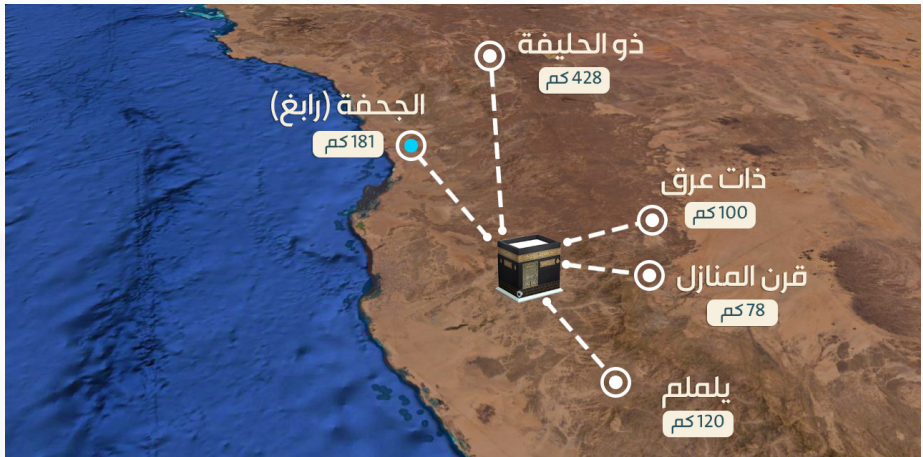 ذو الحليفة
428 كم
الجحفة (رابغ)
181 كم
ذات عرق
100 كم
قرن المنازل
78 كم
يلملم
120 كم